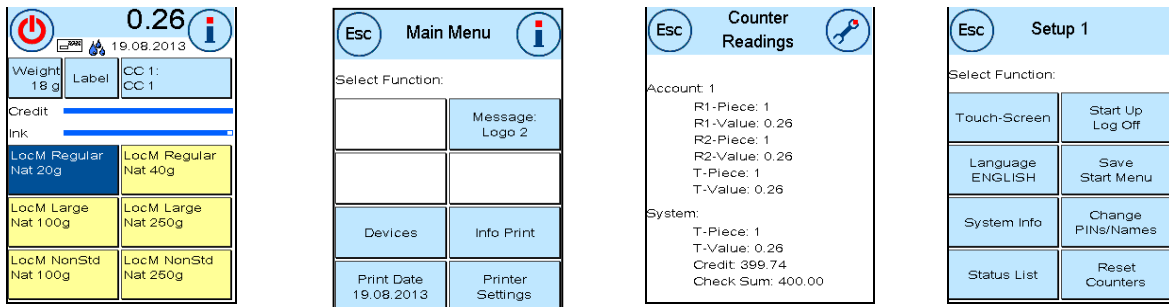 0.26
19.08.2013
Weight
18 g
Label
CC 1:
CC 1
Credit
Ink
LocM Regular
Nat 20g
LocM Regular
Nat 40g
LocM Large
Nat 100g
LocM Large
Nat 250g
LocM NonStd
Nat 100g
LocM NonStd
Nat 250g
Esc
Main Menu
Select Function:
Message:
Logo 2
Devices
Info Print
Print Date
19.08.2013
Printer
Settings
Esc
Counter
Readings
Account: 1
R1-Piece: 1
R1-Value: 0.26
R2-Piece: 1
R2-Value: 0.26
T-Piece: 1
T-Value: 0.26
System:
T-Piece: 1
T-Value: 0.26
Credit: 399.74
Check Sum: 400.00
Esc
Setup 1
Select Function:
Touch-Screen
Start Up
Log Off
Language
ENGLISH
Save
Start Menu
System Info
Change
PINs/Names
Status List
Reset
Counters